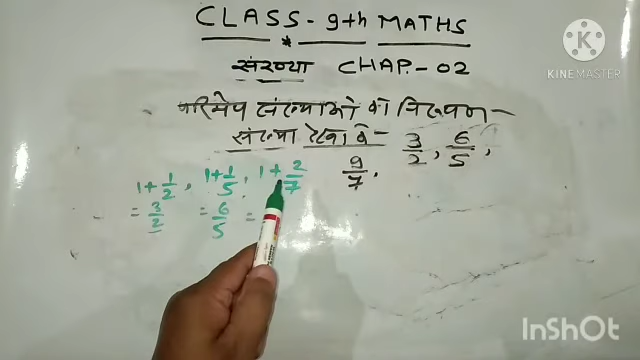 CLASS - 9th MATHS
*
संख्या CHAP. - 02
KINEMASTER
परिमेय संख्याओं का निरूपण -
संख्या रेखा पे - 3/2, 6/5,
9/7,
1 + 1/2, 1 + 1/5, 1 + 2/7
= 3/2 = 6/5 =
InShOt